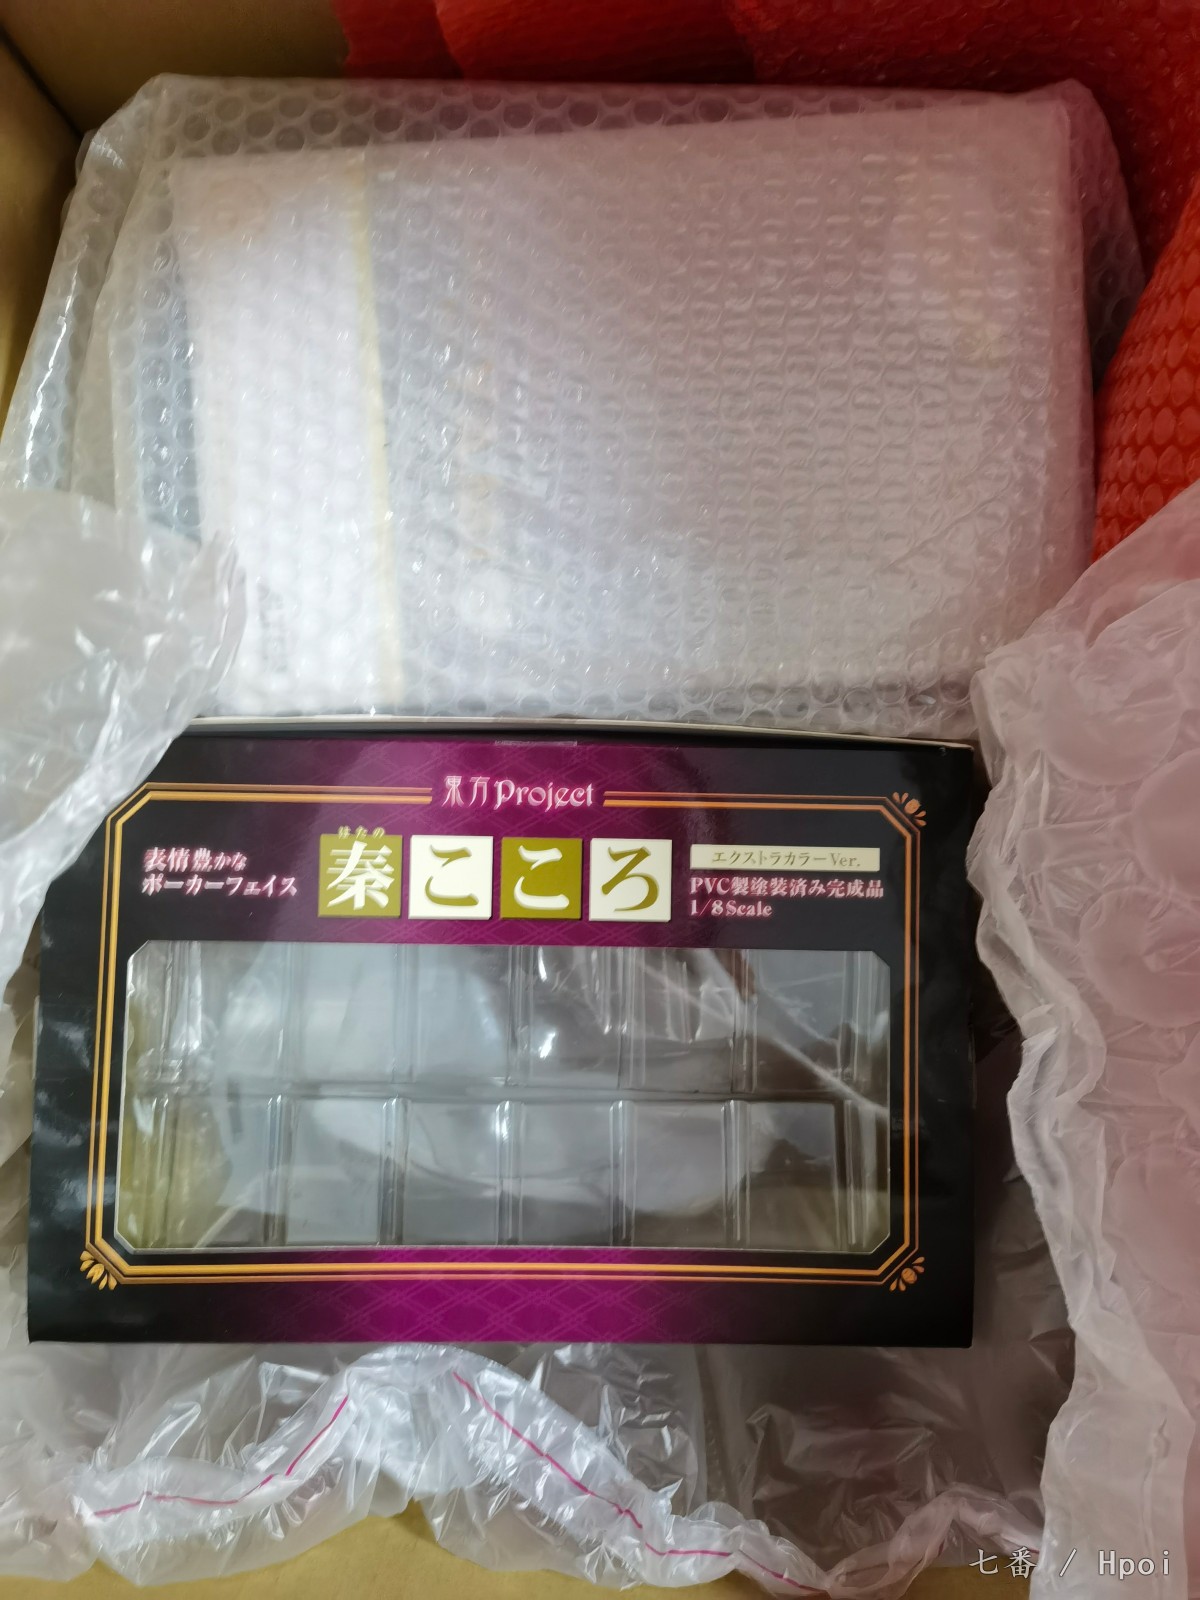 東方Project
表情豊かな
ポーカーフェイス
はたの
秦こころ
エクストラカラーVer.
PVC製塗装済み完成品
1/8Scale
七番 / Hpoi